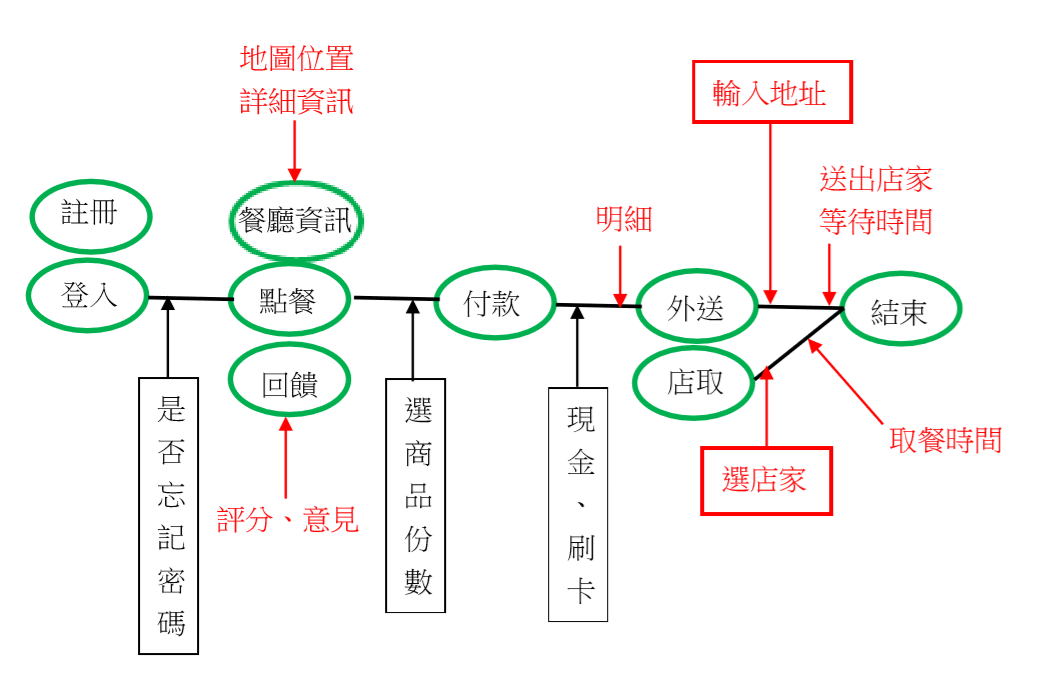 地圖位置
詳細資訊
輸入地址
註冊
餐廳資訊
明細
送出店家
等待時間
登入
點餐
付款
外送
結束
回饋
店取
是否忘記密碼
選商品份數
現金、刷卡
取餐時間
選店家
評分、意見